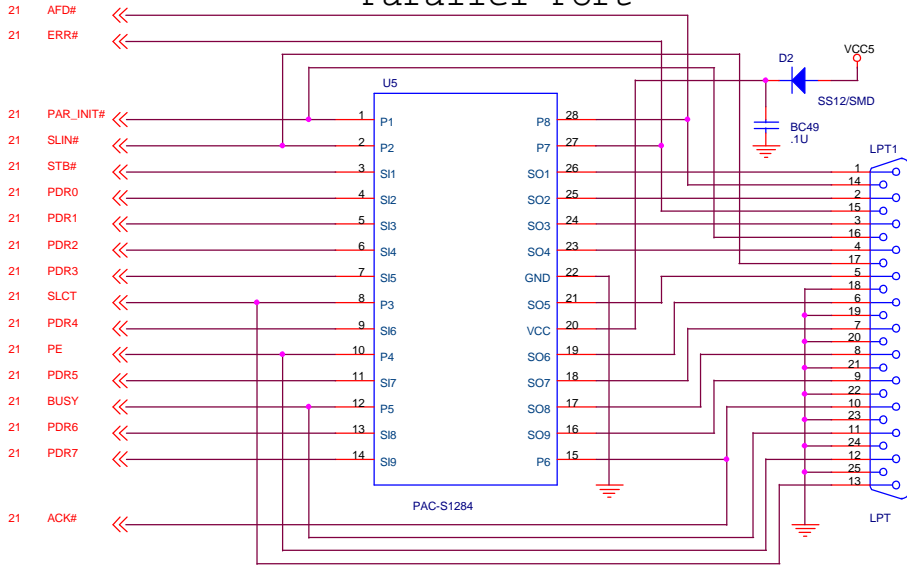 Parallel Port
21 AFD#
21 ERR#
D2 VCC5
SS12/SMD
BC49
.1U
U5
LPT1
21 PAR_INIT# 1 P1 P8 28
21 SLIN# 2 P2 P7 27
21 STB# 3 SI1 SO1 26 1
14
21 PDR0 4 SI2 SO2 25 2
15
21 PDR1 5 SI3 SO3 24 3
16
21 PDR2 6 SI4 SO4 23 4
17
21 PDR3 7 SI5 GND 22 5
18
21 SLCT 8 P3 SO5 21 6
19
21 PDR4 9 SI6 VCC 20 7
20
21 PE 10 P4 SO6 19 8
21
21 PDR5 11 SI7 SO7 18 9
22
21 BUSY 12 P5 SO8 17 10
23
21 PDR6 13 SI8 SO9 16 11
24
21 PDR7 14 SI9 P6 15 12
25
13
PAC-S1284
21 ACK#
LPT